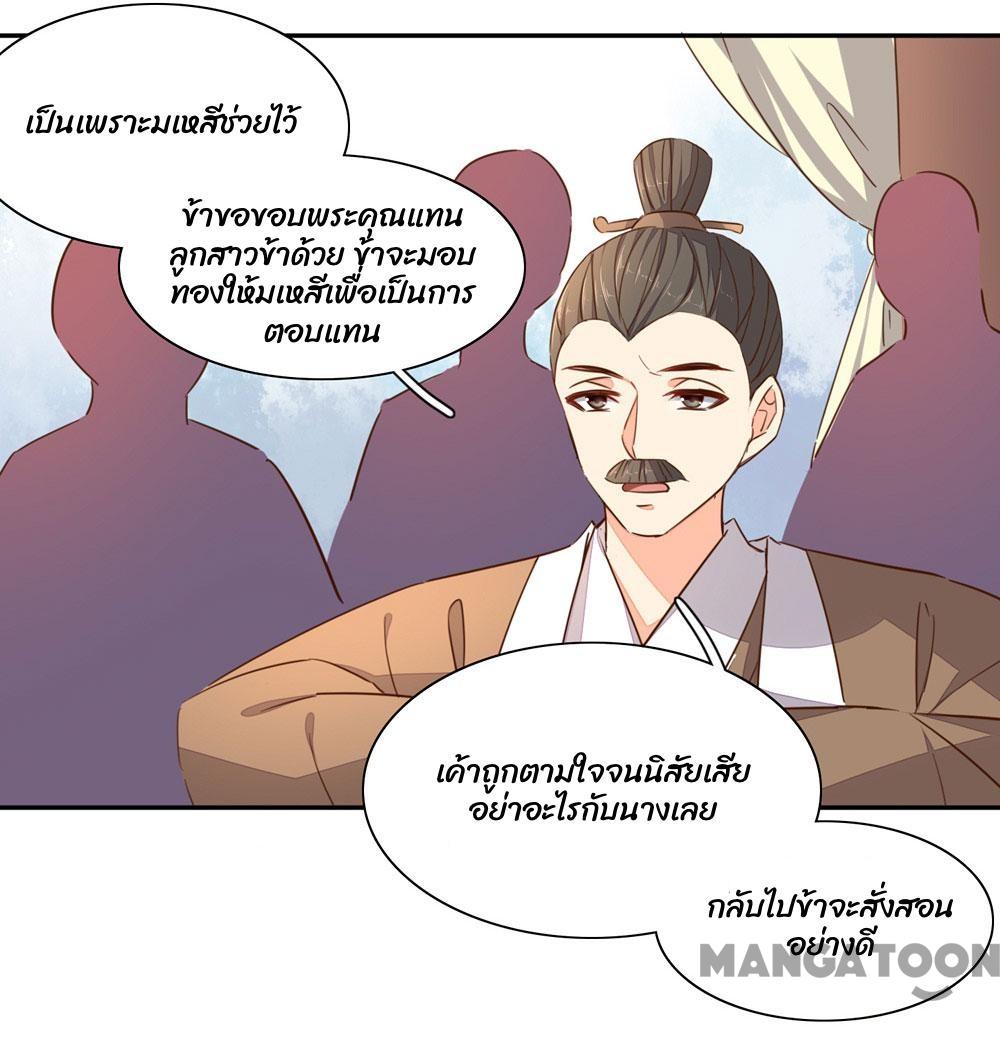 เป็นเพราะมเหสีช่วยไว้
ข้าขอขอบพระคุณแทน
ลูกสาวข้าด้วย ข้าจะมอบ
ทองให้มเหสีเพื่อเป็นการ
ตอบแทน
เค้าถูกตามใจจนนิสัยเสีย
อย่าอะไรกับนางเลย
กลับไปข้าจะสั่งสอน
อย่างดี
MANGATOON